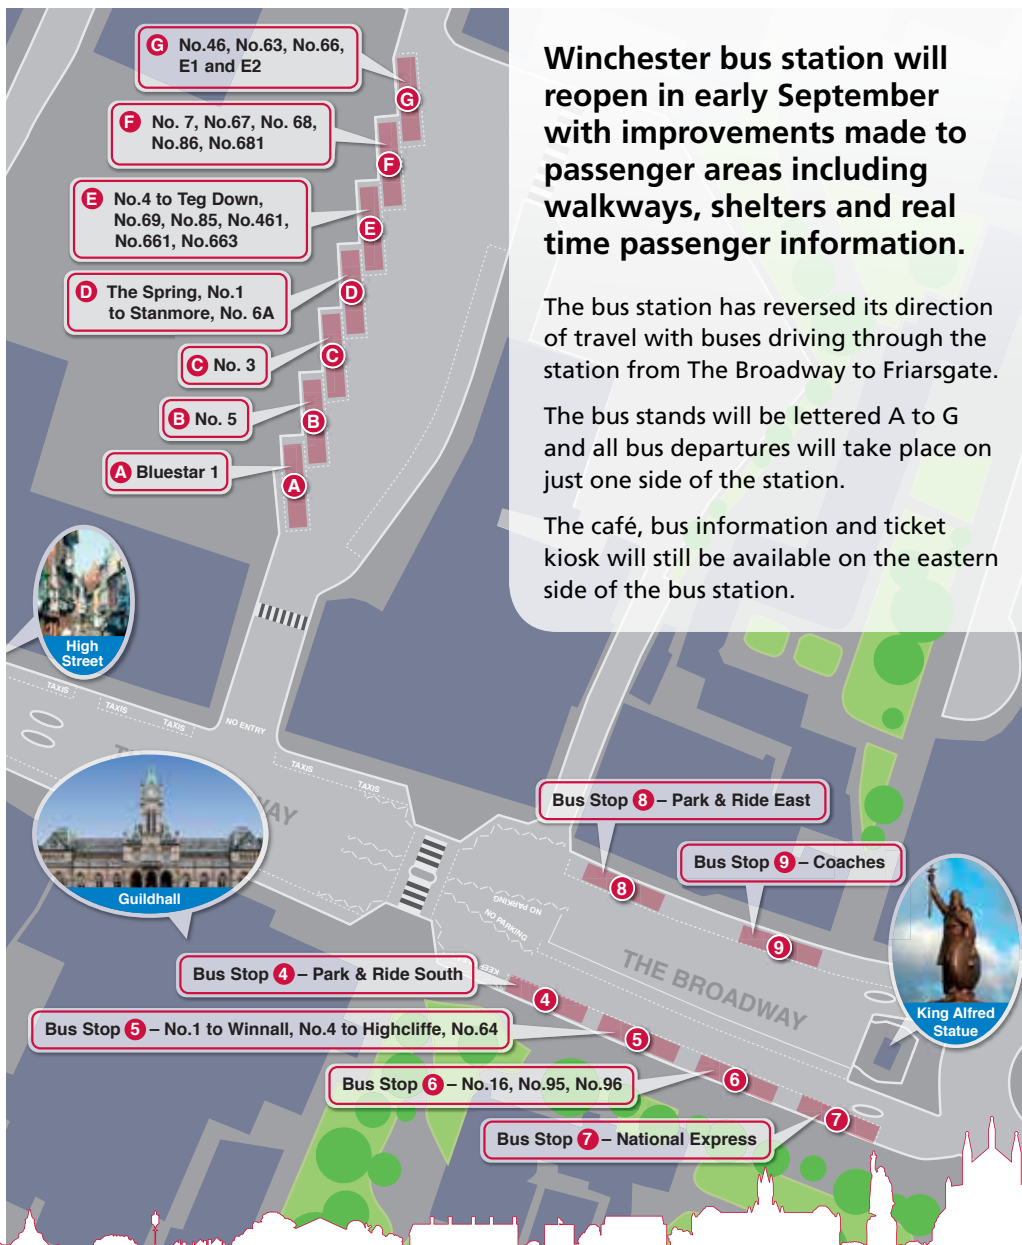 G No.46, No.63, No.66,
E1 and E2
G
F No. 7, No.67, No. 68,
No.86, No.681
F
E No.4 to Teg Down,
No.69, No.85, No.461,
No.661, No.663
E
D The Spring, No.1
to Stanmore, No. 6A
D
C No. 3
C
B No. 5
B
A Bluestar 1
A
Winchester bus station will
reopen in early September
with improvements made to
passenger areas including
walkways, shelters and real
time passenger information.
The bus station has reversed its direction
of travel with buses driving through the
station from The Broadway to Friarsgate.
The bus stands will be lettered A to G
and all bus departures will take place on
just one side of the station.
The café, bus information and ticket
kiosk will still be available on the eastern
side of the bus station.
High
Street
TAXIS
TAXIS
TAXIS
NO ENTRY
TAXIS
Guildhall
Bus Stop 8 – Park & Ride East
8
Bus Stop 9 – Coaches
9
NO PARKING
NO PARKING
KEEP
THE BROADWAY
King Alfred
Statue
Bus Stop 4 – Park & Ride South
4
Bus Stop 5 – No.1 to Winnall, No.4 to Highcliffe, No.64
5
Bus Stop 6 – No.16, No.95, No.96
6
Bus Stop 7 – National Express
7